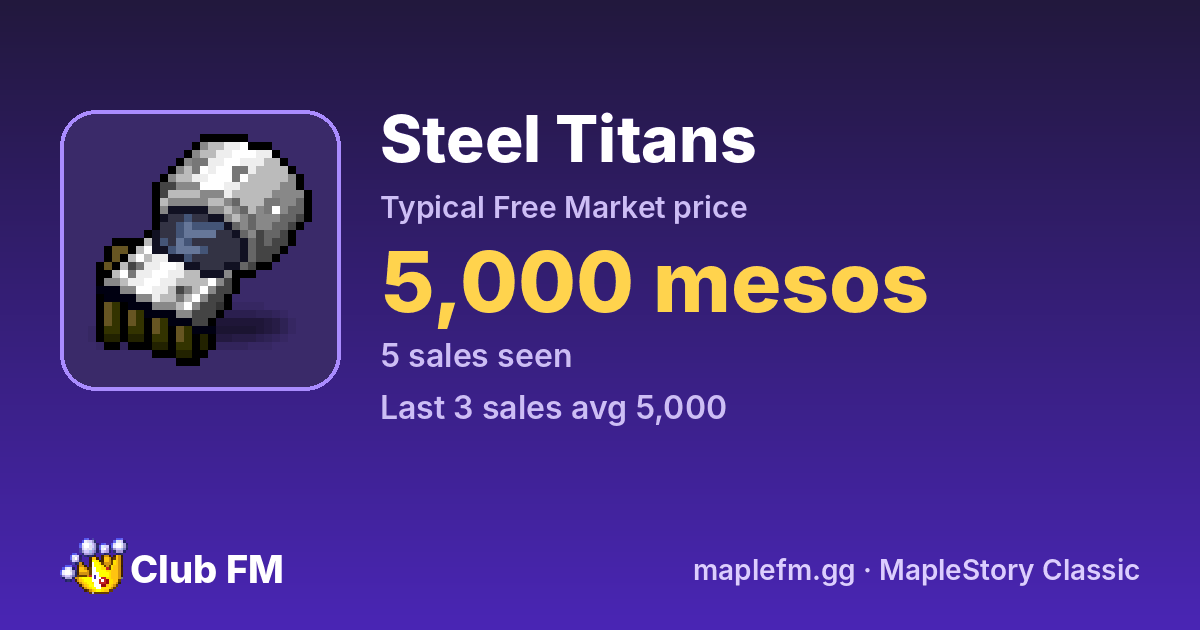 Steel Titans
Typical Free Market price
5,000 mesos
5 sales seen
Last 3 sales avg 5,000
Club FM
maplefm.gg · MapleStory Classic